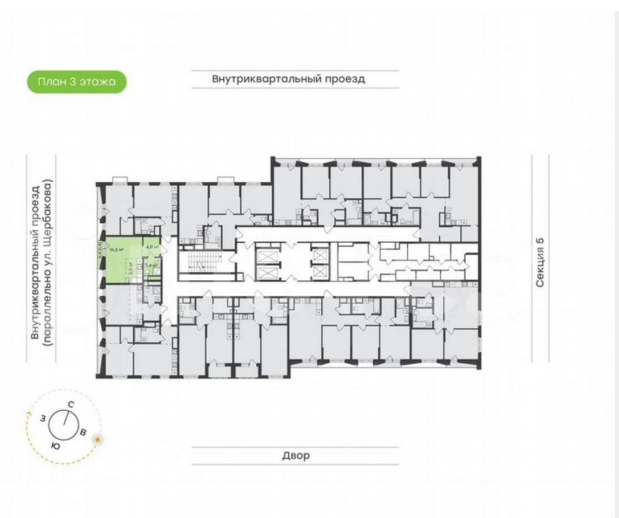 План 3 этажа
Внутриквартальный проезд
Внутриквартальный проезд
(параллельно ул. Щербакова)
Секция 5
С
З
В
Ю
Двор